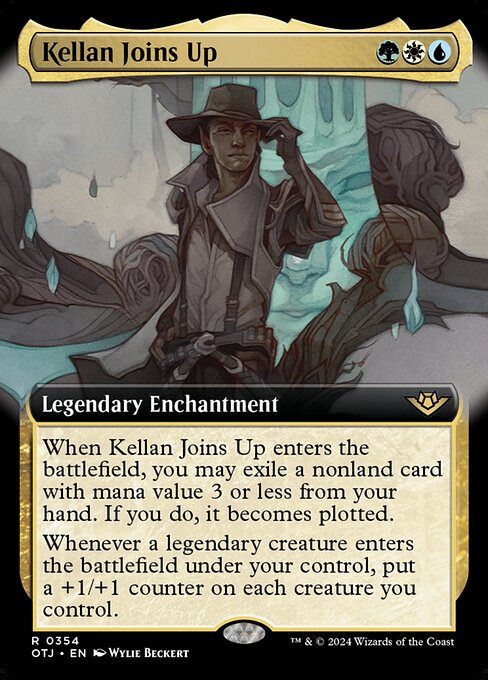 Kellan Joins Up
Legendary Enchantment
When Kellan Joins Up enters the
battlefield, you may exile a nonland card
with mana value 3 or less from your
hand. If you do, it becomes plotted.
Whenever a legendary creature enters
the battlefield under your control, put
a +1/+1 counter on each creature you
control.
R 0354
™ & © 2024 Wizards of the Coast
OTJ • EN Wylie Beckert